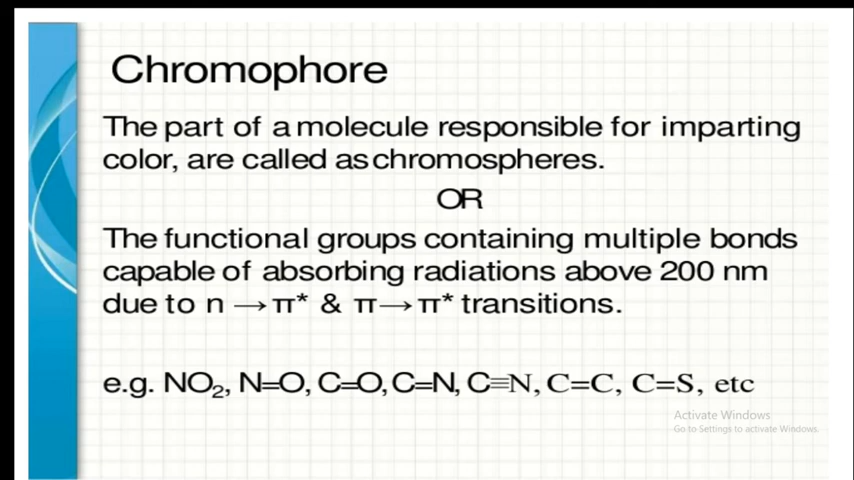 Chromophore
The part of a molecule responsible for imparting
color, are called as chromospheres.
OR
The functional groups containing multiple bonds
capable of absorbing radiations above 200 nm
due to n →π* & π→π* transitions.
e.g. NO₂, N=O, C=O, C=N, C≡N, C=C, C=S, etc
Activate Windows
Go to Settings to activate Windows.